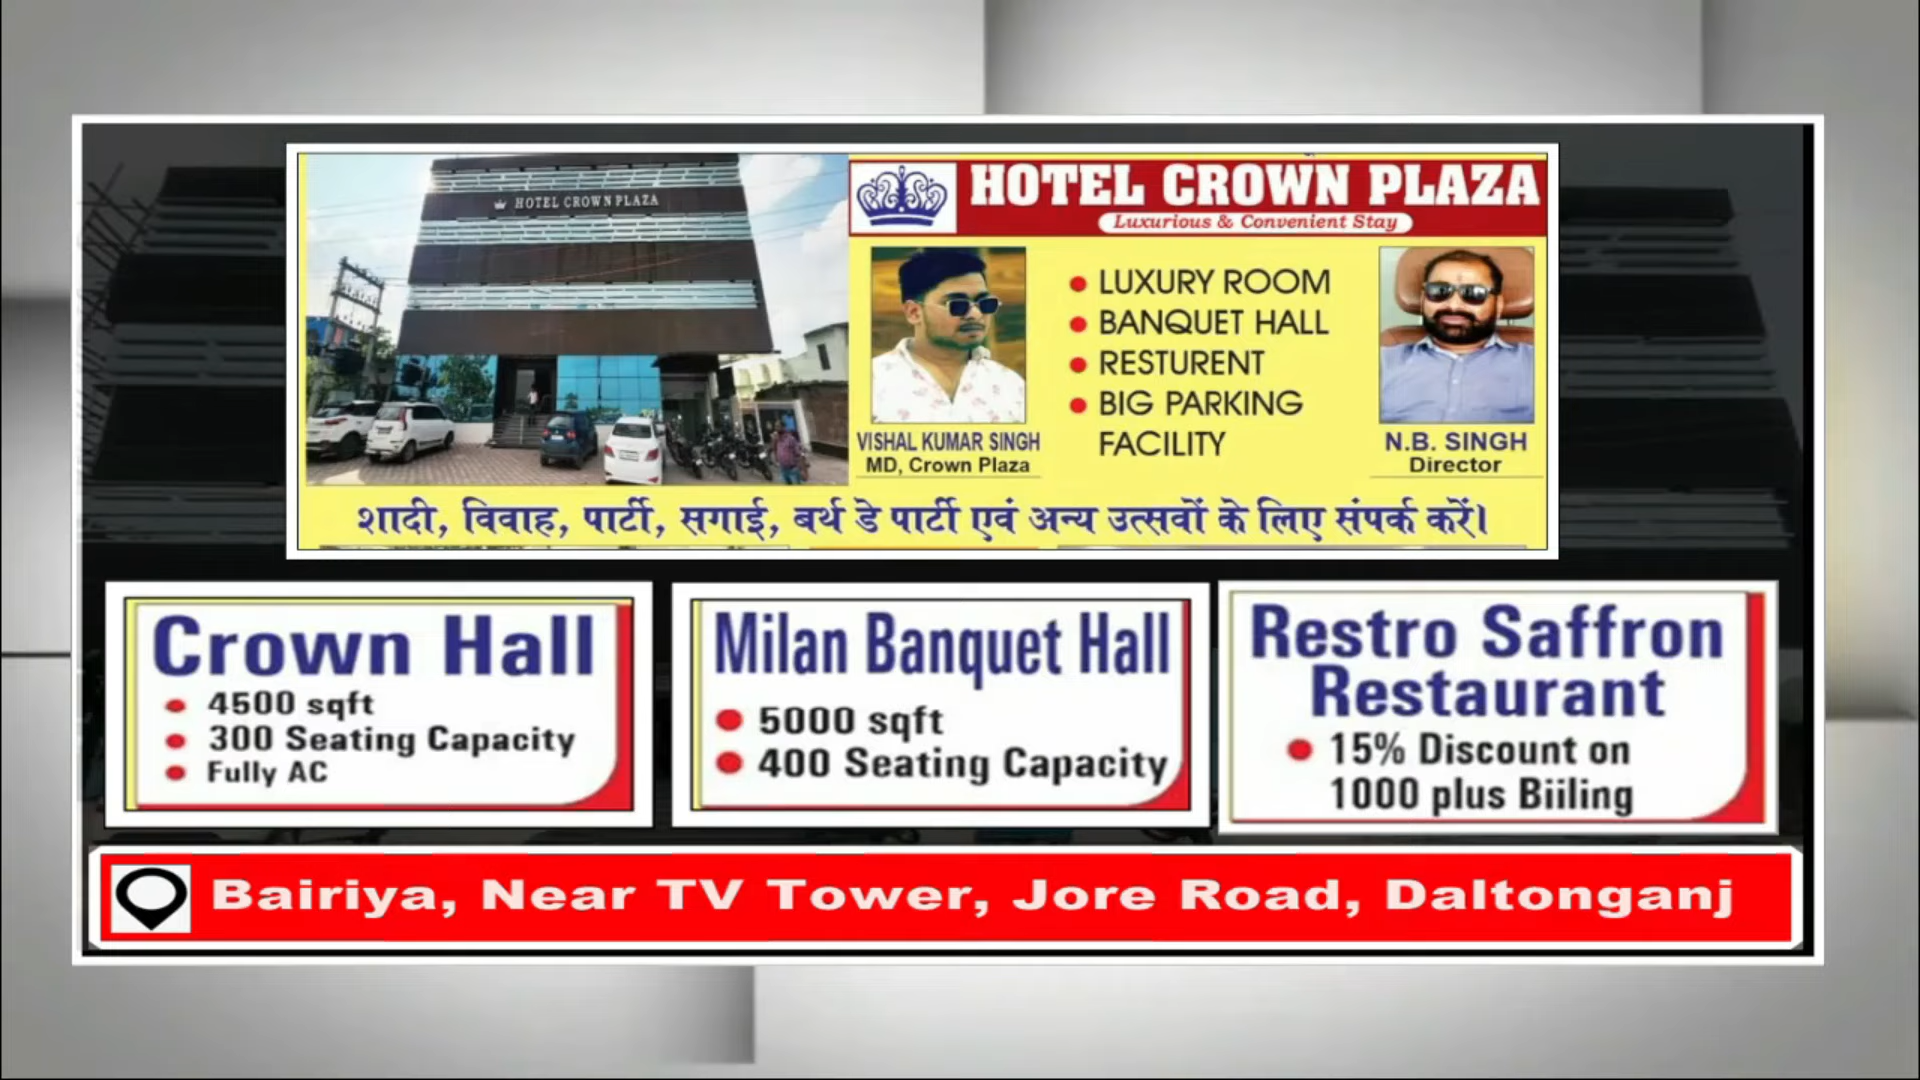 HOTEL CROWN PLAZA
HOTEL CROWN PLAZA
Luxurious & Convenient Stay
LUXURY ROOM
BANQUET HALL
RESTURENT
BIG PARKING
FACILITY
VISHAL KUMAR SINGH
MD, Crown Plaza
N.B. SINGH
Director
शादी, विवाह, पार्टी, सगाई, बर्थ डे पार्टी एवं अन्य उत्सवों के लिए संपर्क करें।
Crown Hall
4500 sqft
300 Seating Capacity
Fully AC
Milan Banquet Hall
5000 sqft
400 Seating Capacity
Restro Saffron
Restaurant
15% Discount on
1000 plus Biiling
Bairiya, Near TV Tower, Jore Road, Daltonganj